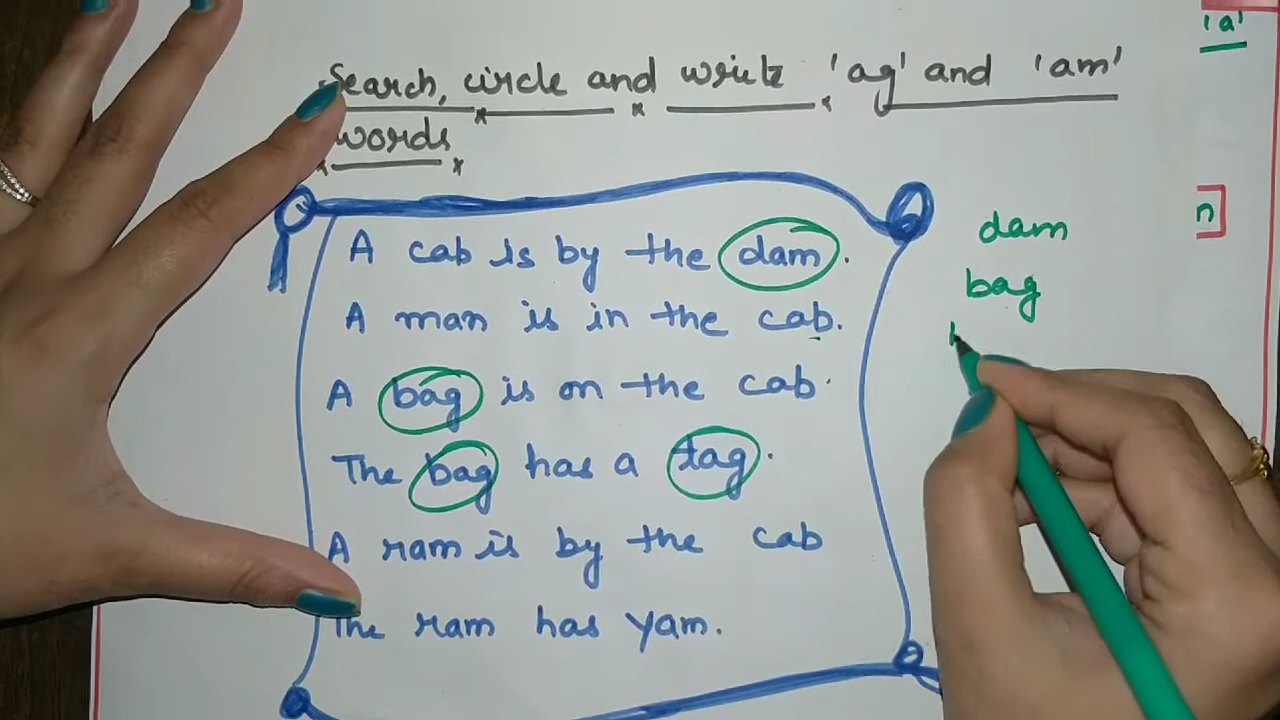 Search, circle and write 'ag' and 'am'
words
A cab is by the dam.
A man is in the cab.
A bag is on the cab.
The bag has a tag.
A ram is by the cab
The ram has yam.
dam
bag
'a'
n